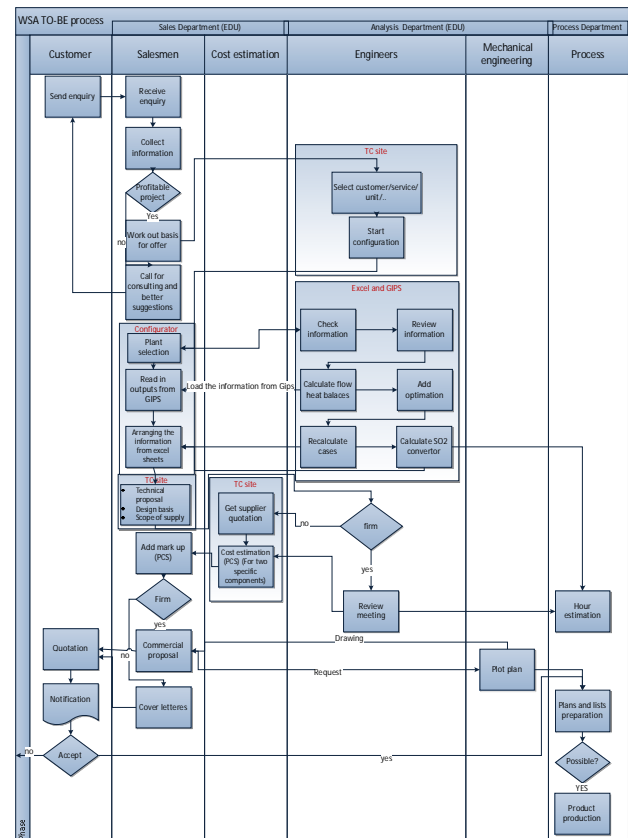 WSA TO-BE process
Sales Department (EDU)
Analysis Department (EDU)
Process Department
Customer
Salesmen
Cost estimation
Engineers
Mechanical
engineering
Process
Send enquiry
Receive
enquiry
Collect
information
TC site
Profitable
project
Select customer/service/
unit/..
Yes
Work out basis
for offer
no
Start
configuration
Call for
consulting and
better
suggestions
Excel and GIPS
Configurator
Plant
selection
Check
information
Review
information
Read in
outputs from
GIPS
Load the information from Gips
Calculate flow
heat balaces
Add
optimation
Arranging the
information
from excel
sheets
Recalculate
cases
Calculate SO2
convertor
TC site
Technical
proposal
Design basis
Scope of supply
TC site
Get supplier
quotation
no
firm
Add mark up
(PCS)
Cost estimation
(PCS) (For two
specific
components)
yes
Firm
Review
meeting
Hour
estimation
yes
Drawing
Quotation
no
Commercial
proposal
Request
Plot plan
Notification
Cover letteres
Plans and lists
preparation
no
Accept
yes
Possible?
YES
Product
production
Phase